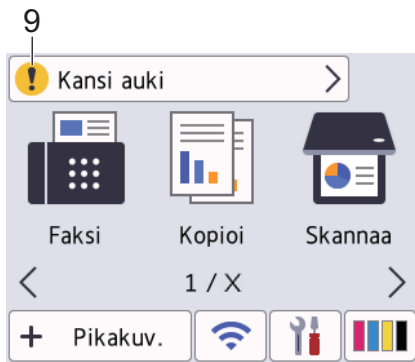 9
! Kansi auki >
Faksi Kopioi Skannaa
< 1 / X >
+ Pikakuv.